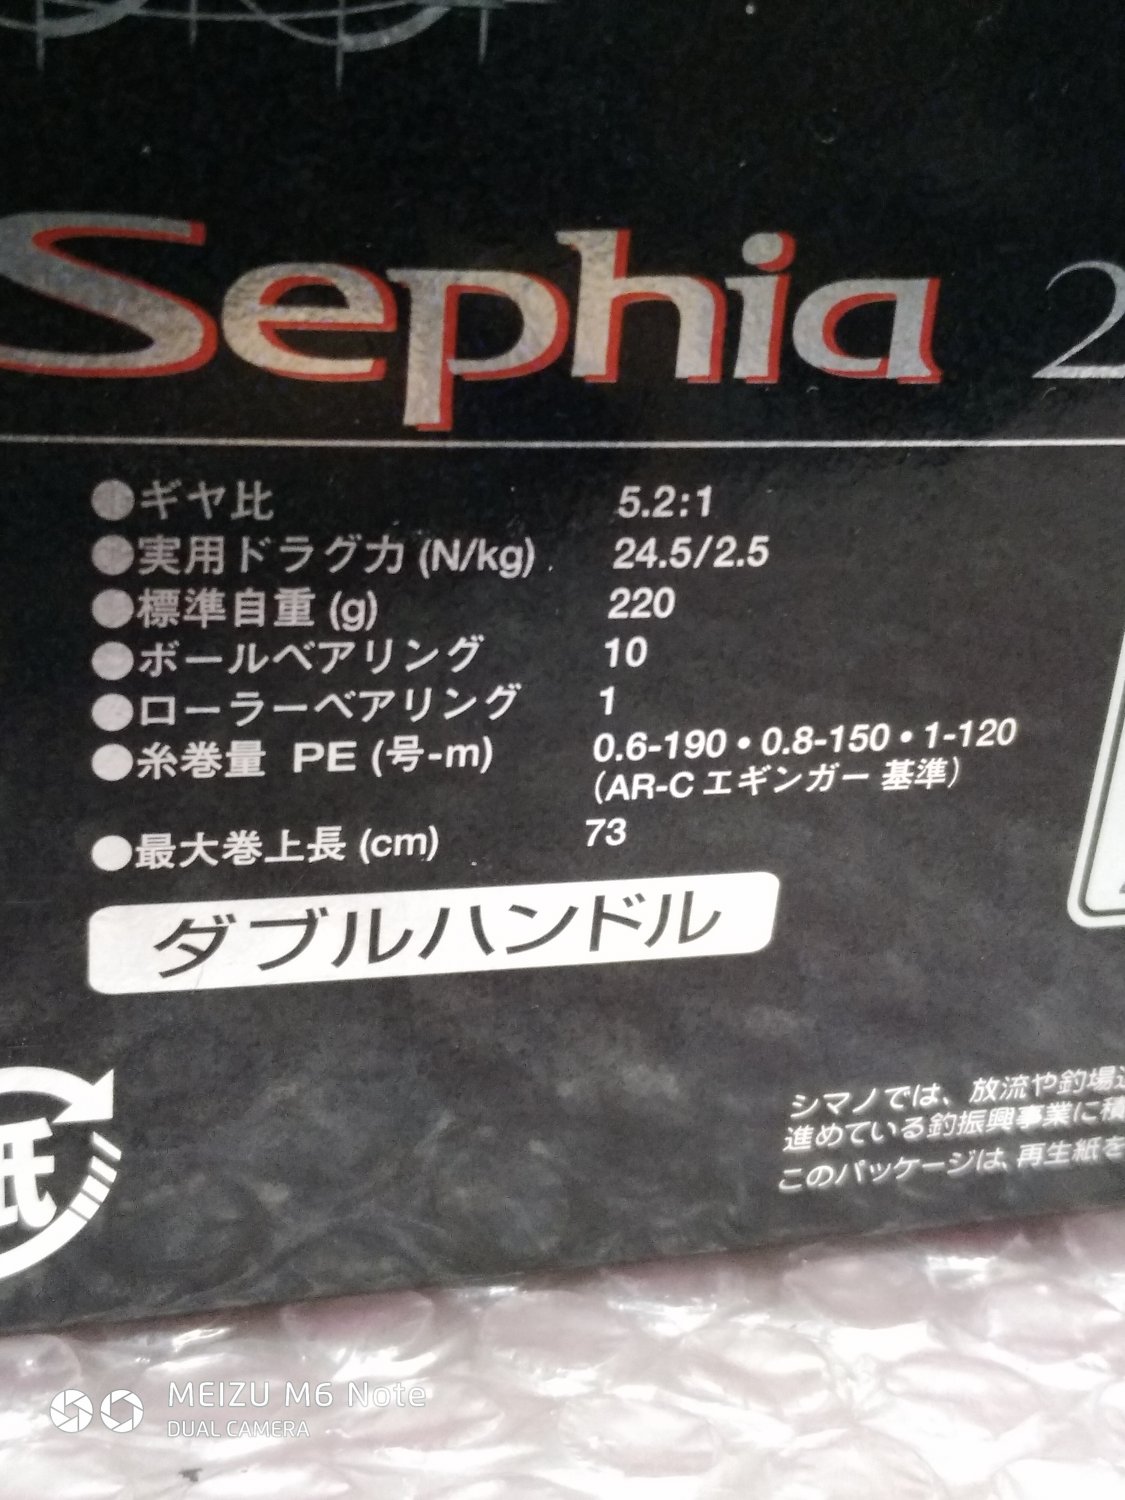 Sephia 2
●ギヤ比 5.2:1
●実用ドラグ力 (N/kg) 24.5/2.5
●標準自重 (g) 220
●ボールベアリング 10
●ローラーベアリング 1
●糸巻量 PE (号-m) 0.6-190・0.8-150・1-120
(AR-C エギンガー 基準)
●最大巻上長 (cm) 73
ダブルハンドル
紙
シマノでは、放流や釣場
進めている釣振興事業に積
このパッケージは、再生紙を
MEIZU M6 Note
DUAL CAMERA